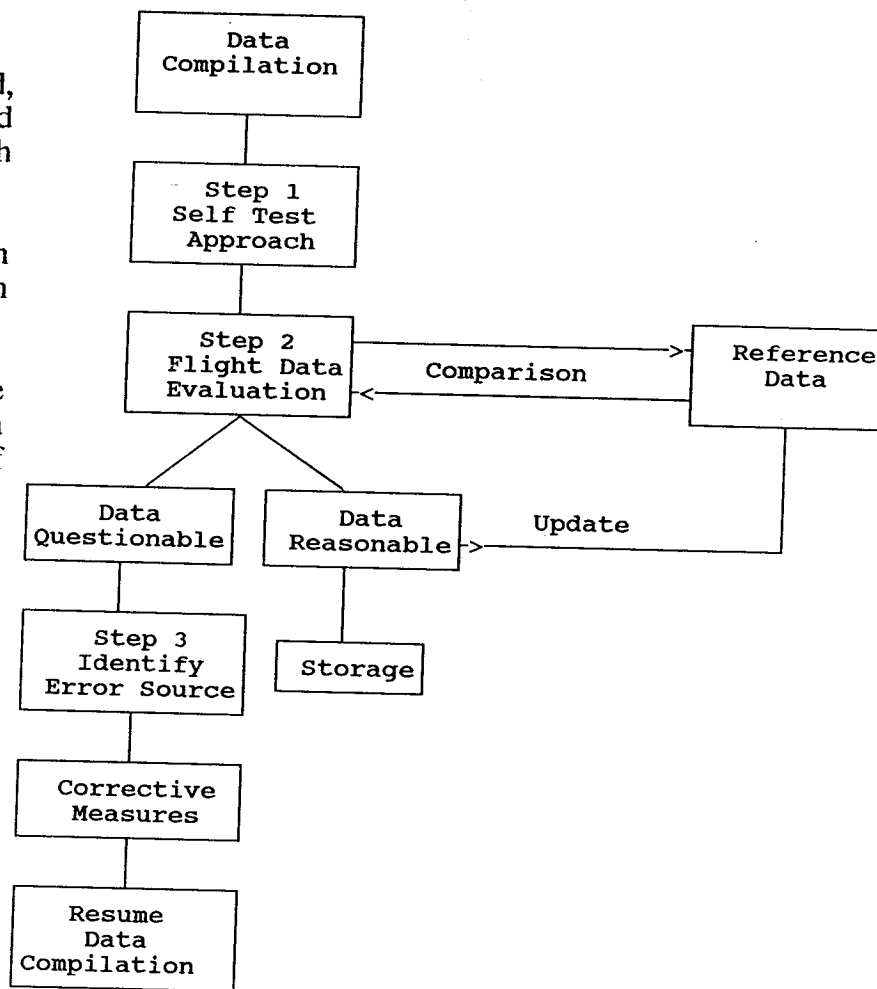 Data
Compilation
d,
d
h
Step 1
Self Test
Approach
n
n
Step 2
Flight Data
Evaluation
Comparison
Reference
Data
e
f
Data
Questionable
Data
Reasonable
Update
Step 3
Identify
Error Source
Storage
Corrective
Measures
Resume
Data
Compilation